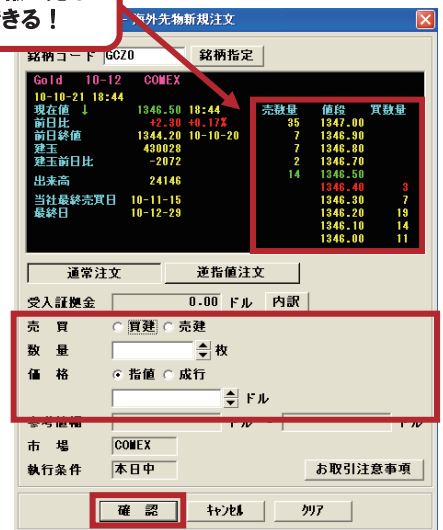 できる！
海外先物新規注文
銘柄コード GCZ0 銘柄指定
Gold 10-12 COMEX
10-10-21 18:44
現在値 ↓ 1346.50 18:44
前日比 +2.30 +0.17%
前日終値 1344.20 10-10-20
建玉 430028
建玉前日比 -2072
出来高 24146
当社最終売買日 10-11-15
最終日 10-12-29
売数量 値段 買数量
35 1347.00
7 1346.90
7 1346.80
2 1346.70
14 1346.50
1346.40 3
1346.30 7
1346.20 19
1346.10 14
1346.00 11
通常注文 逆指値注文
受入証拠金 0.00 ドル 内訳
売 買 買建 売建
数 量 枚
価 格 指値 成行
ドル
参考値幅 ドル - ドル
市 場 COMEX
執行条件 本日中 お取引注意事項
確 認 キャンセル クリア